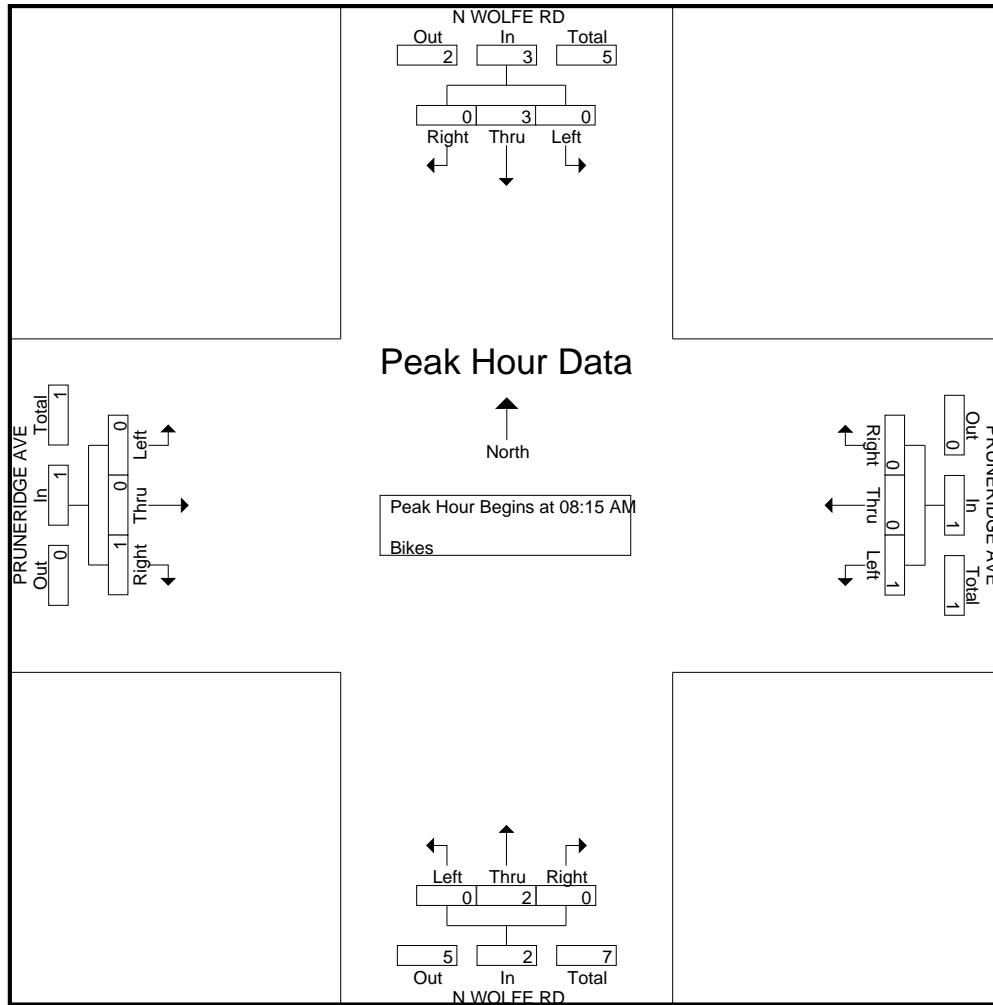 N WOLFE RD
Out In Total
2 3 5
0 3 0
Right Thru Left
Peak Hour Data
North
Peak Hour Begins at 08:15 AM
Bikes
PRUNERIDGE AVE
Out In Total
0 1 1
Left Thru Right
0 0 1
PRUNERIDGE AVE
Out In Total
0 1 1
Right Thru Left
0 0 1
Left Thru Right
0 2 0
5 2 7
Out In Total
N WOLFE RD